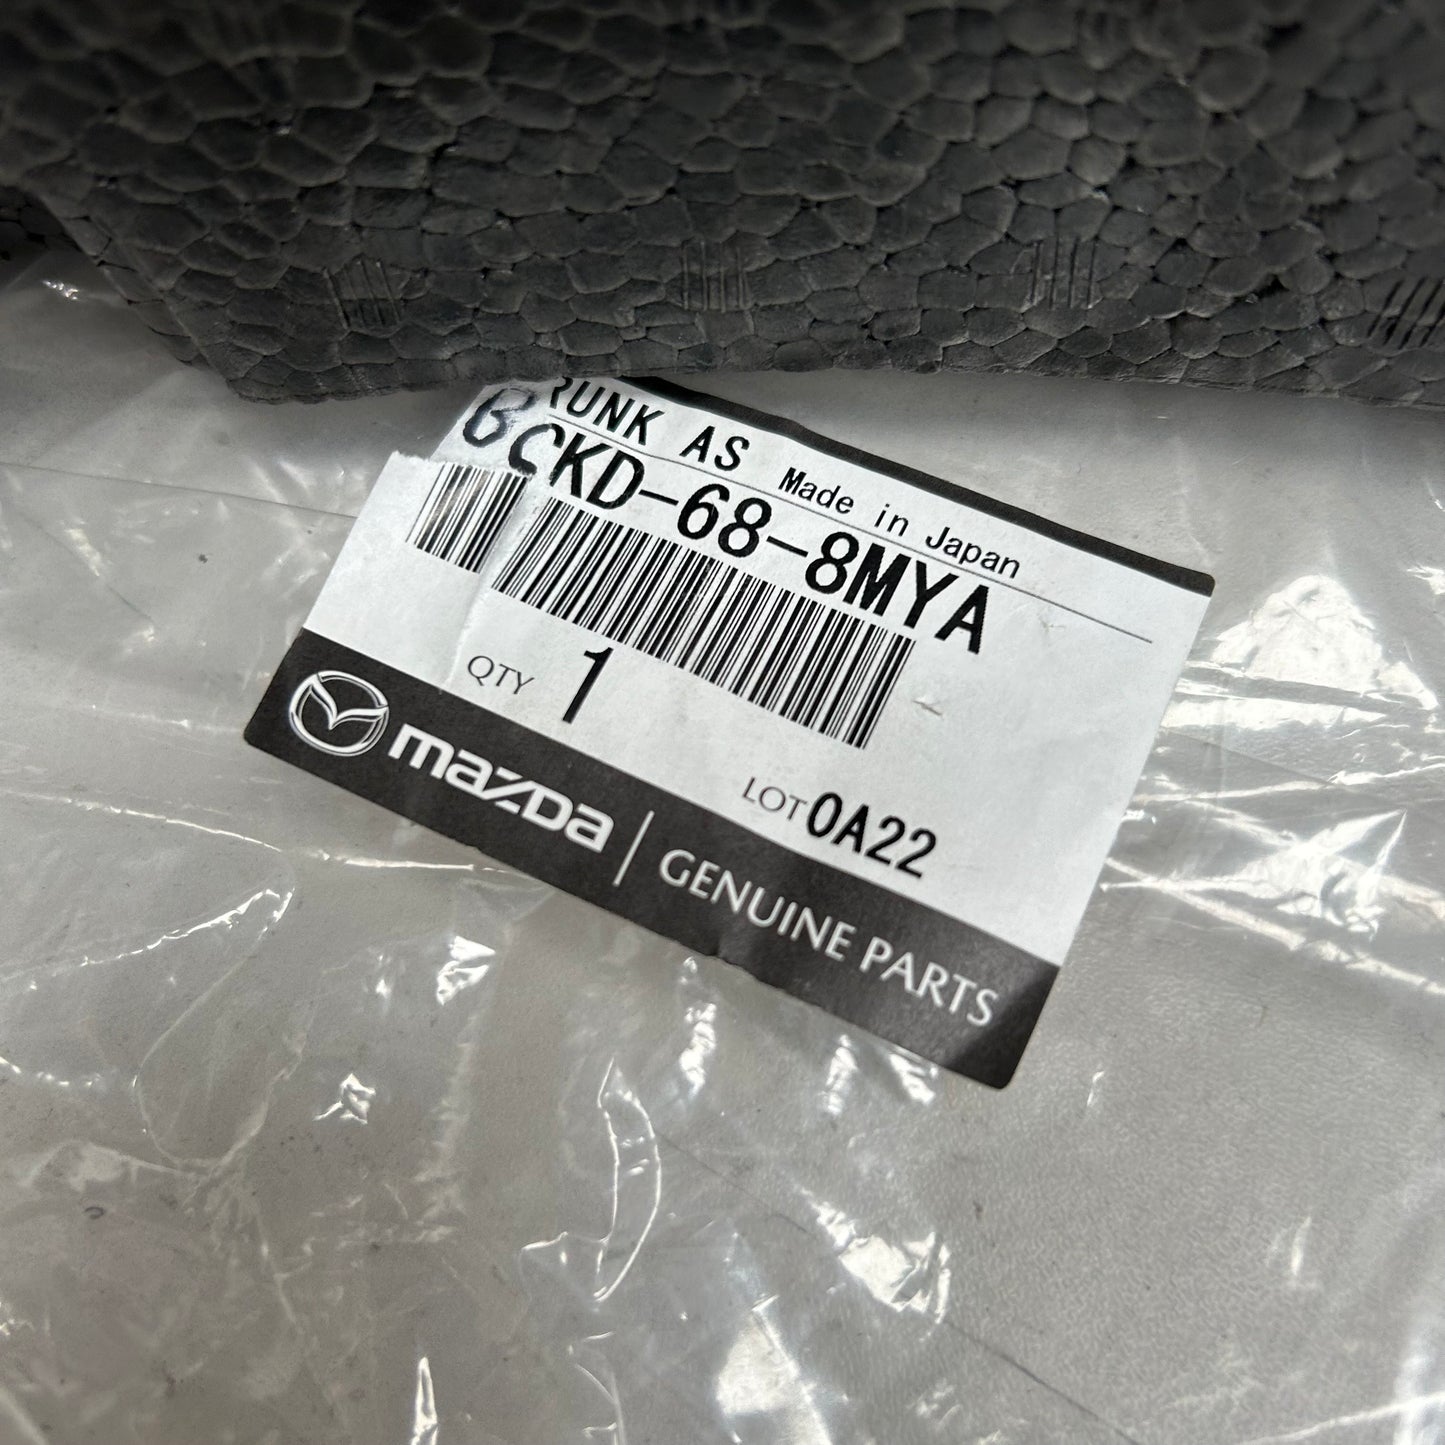 RUNK AS
Made in Japan
BCKD-68-8MYA
QTY 1
LOT 0A22
mazda | GENUINE PARTS